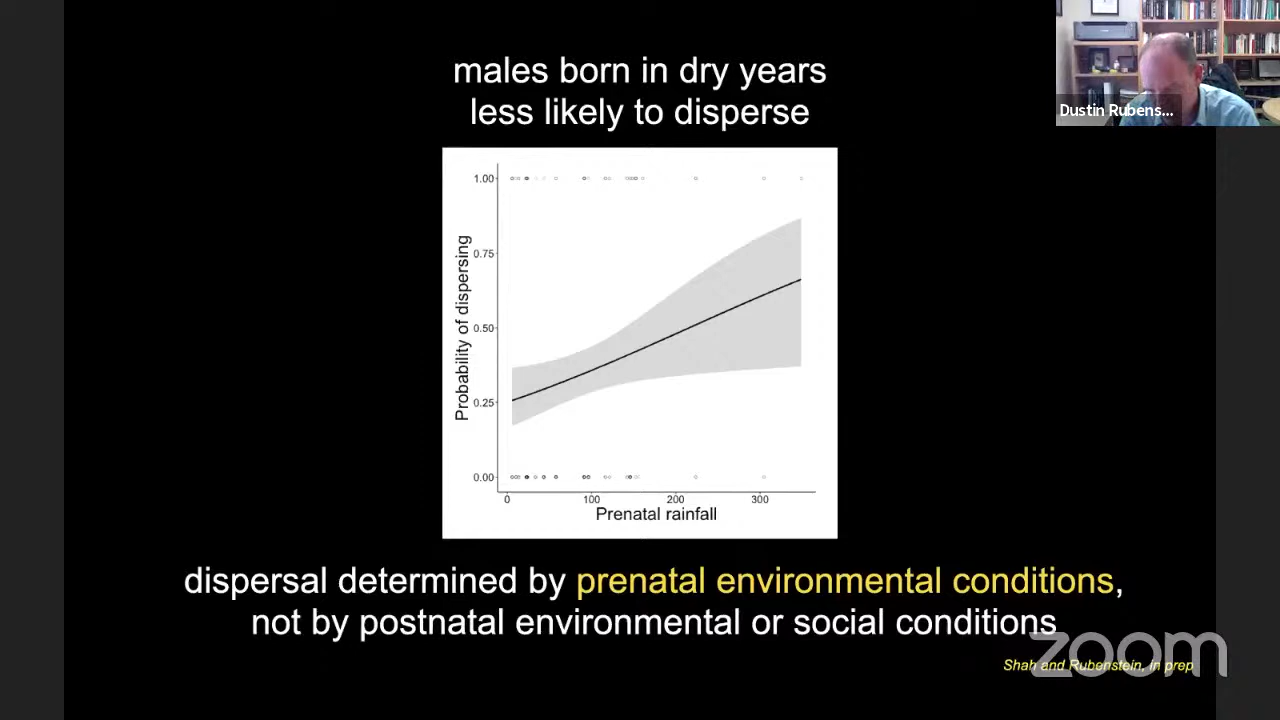 males born in dry years
less likely to disperse
Dustin Rubens...
1.00
0.75
0.50
0.25
0.00
Probability of dispersing
0 100 200 300
Prenatal rainfall
dispersal determined by prenatal environmental conditions,
not by postnatal environmental or social conditions
Shah and Rubenstein, in prep
zoom